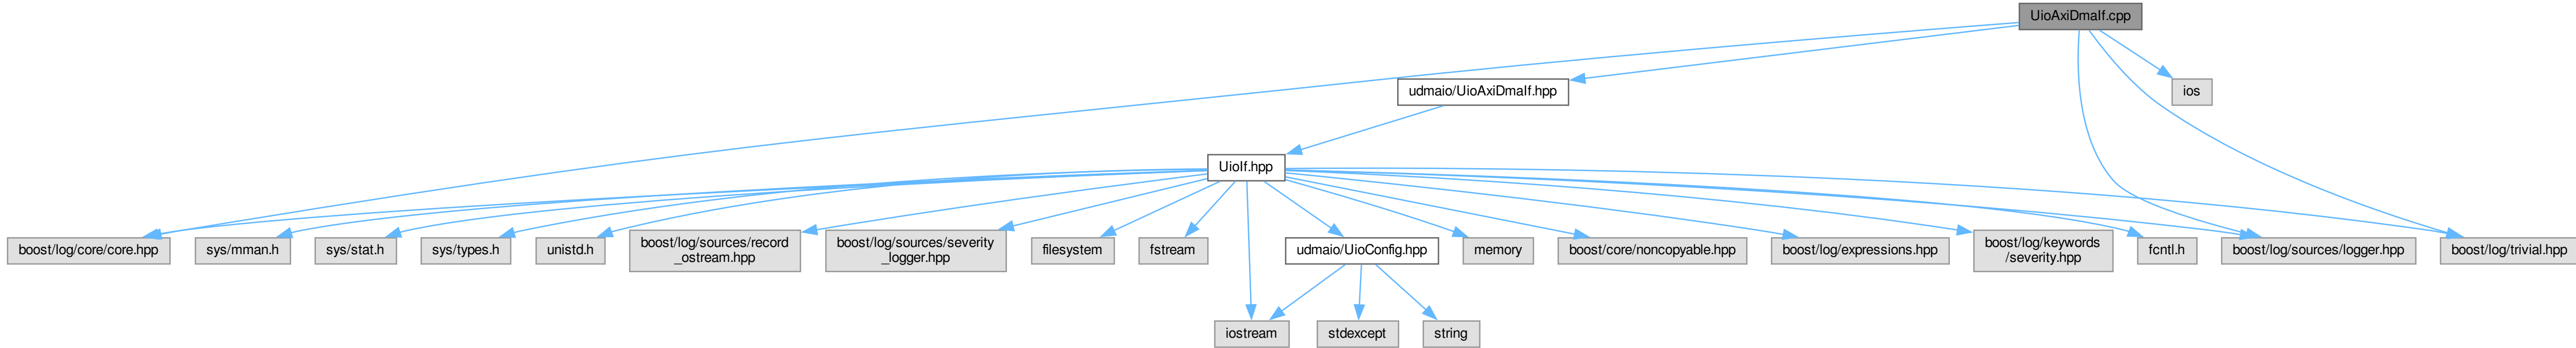 UioAxiDmaIf.cpp
udmaio/UioAxiDmaIf.hpp
ios
UioIf.hpp
boost/log/core/core.hpp
sys/mman.h
sys/stat.h
sys/types.h
unistd.h
boost/log/sources/record
_ostream.hpp
boost/log/sources/severity
_logger.hpp
filesystem
fstream
udmaio/UioConfig.hpp
memory
boost/core/noncopyable.hpp
boost/log/expressions.hpp
boost/log/keywords
/severity.hpp
fcntl.h
boost/log/sources/logger.hpp
boost/log/trivial.hpp
iostream
stdexcept
string